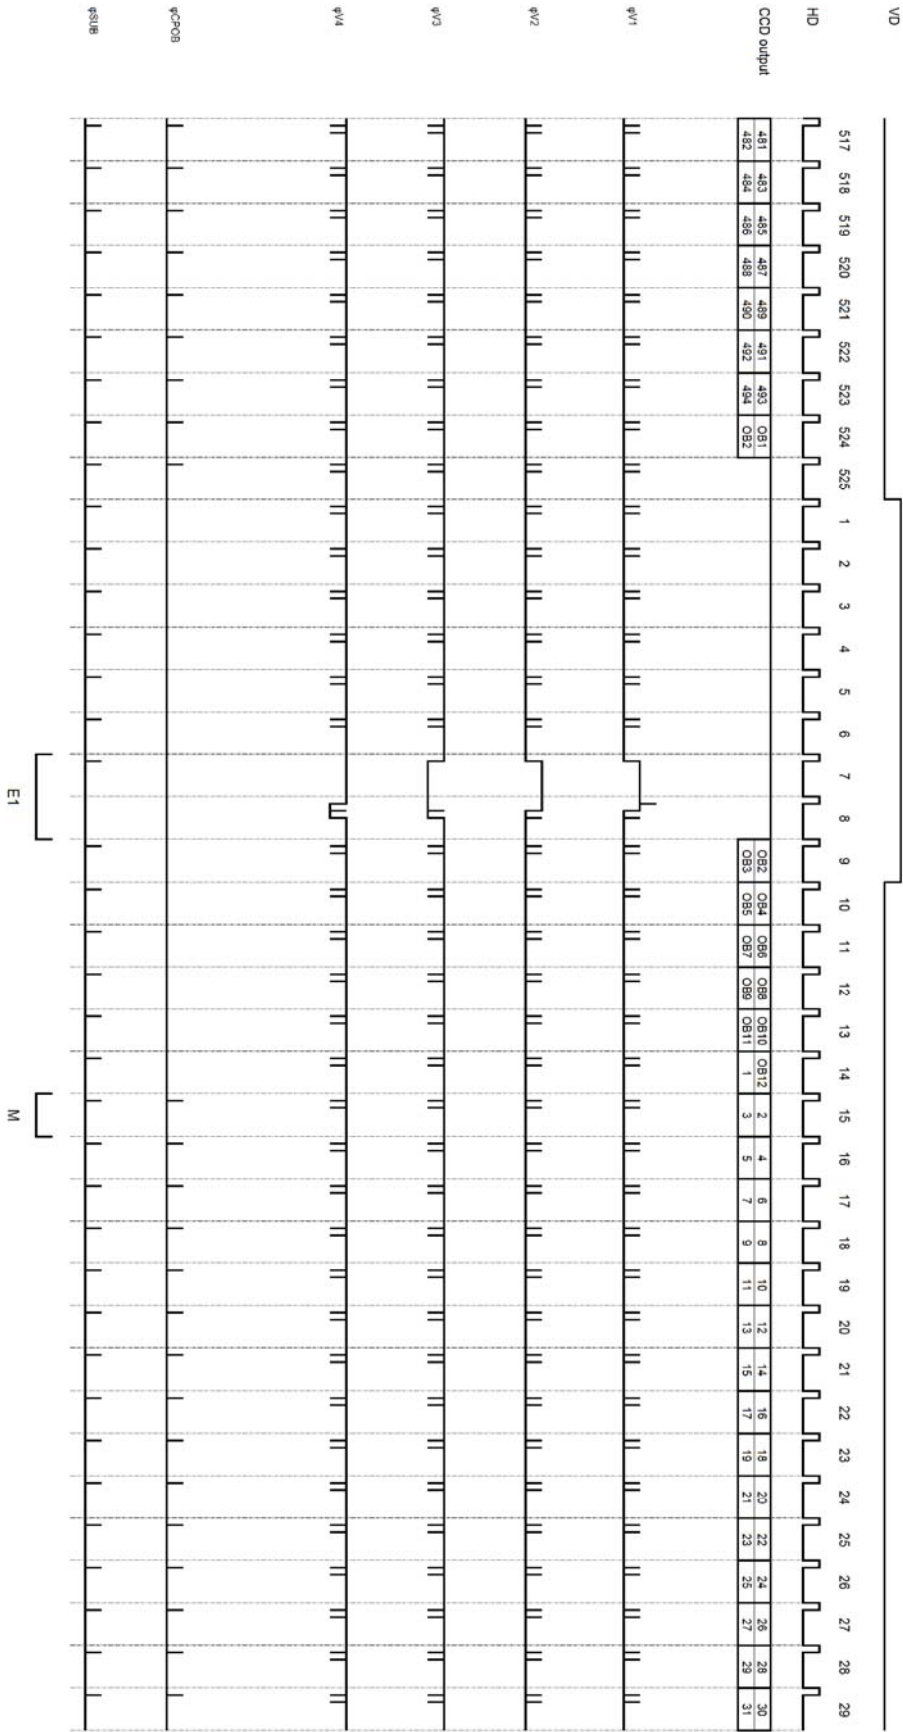 VD
517 518 519 520 521 522 523 524 525 1 2 3 4 5 6 7 8 9 10 11 12 13 14 15 16 17 18 19 20 21 22 23 24 25 26 27 28 29
HD
CCD output
481 483 485 487 489 491 493 OB1 OB2 OB4 OB6 OB8 OB10 OB12 2 4 6 8 10 12 14 16 18 20 22 24 26 28 30
482 484 486 488 490 492 494 OB2 OB3 OB5 OB7 OB9 OB11 1 3 5 7 9 11 13 15 17 19 21 23 25 27 29 31
φV1
φV2
φV3
φV4
φCPOB
φSUB
E1 M